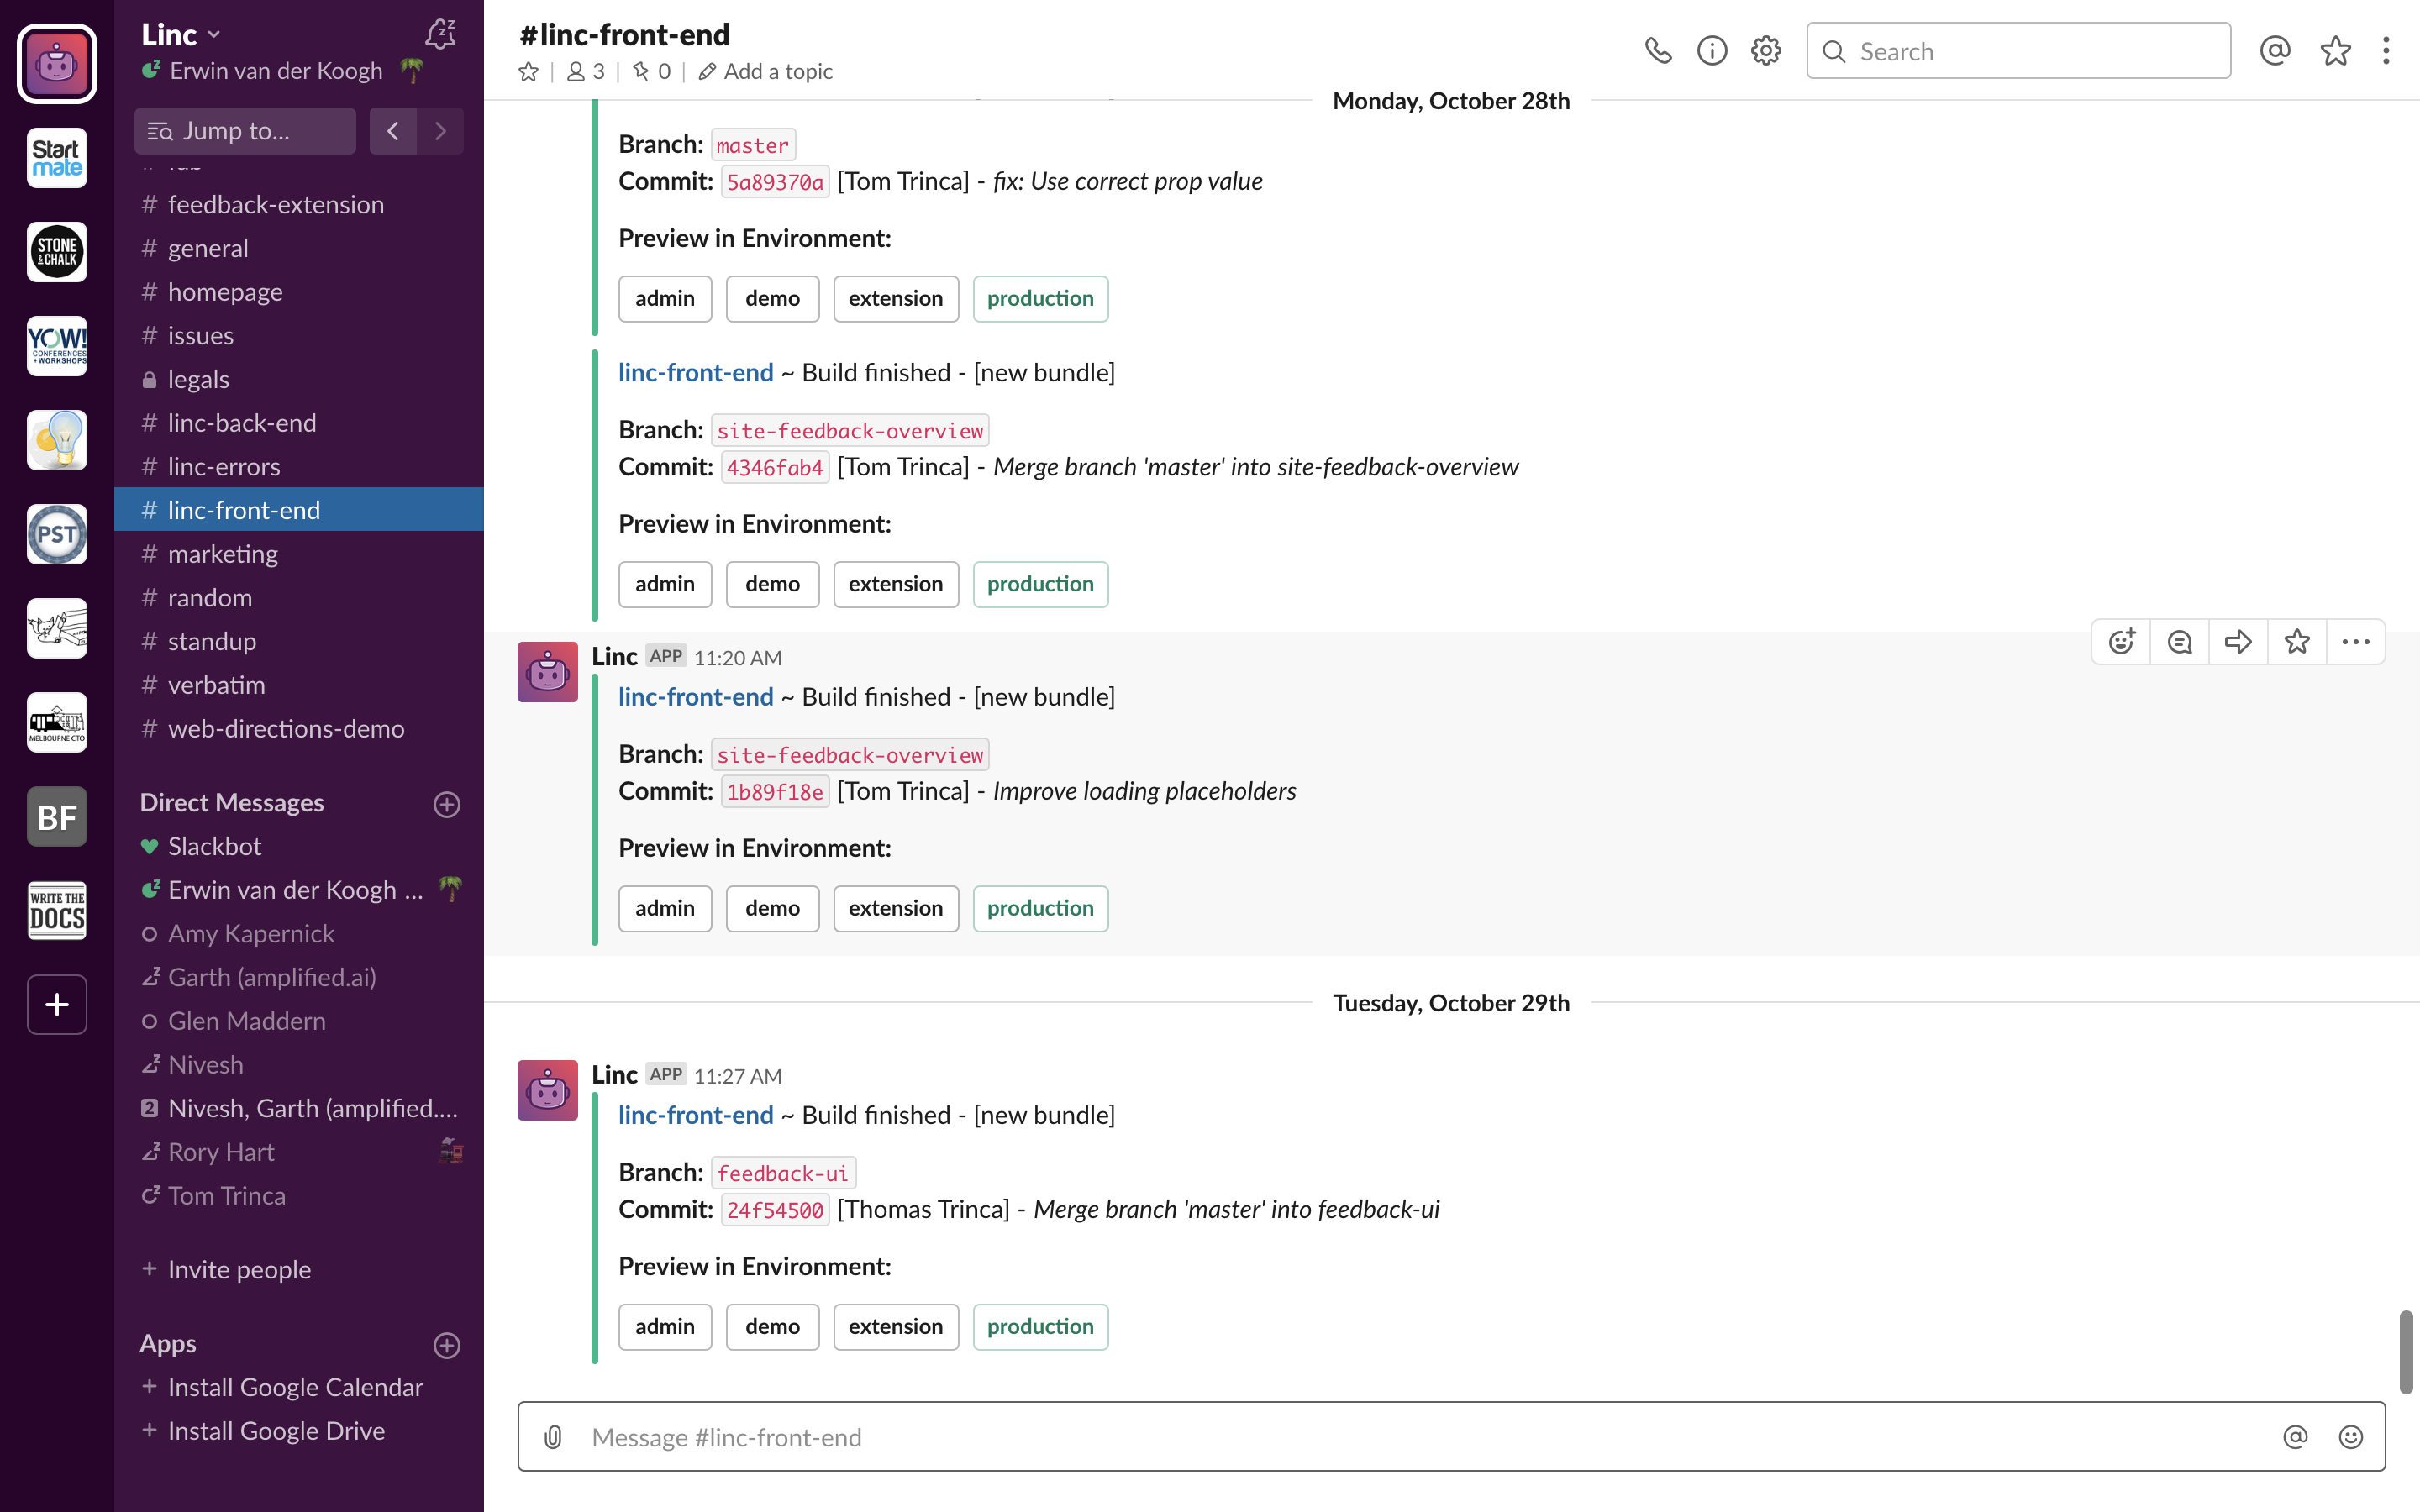 Linc
Erwin van der Koogh
Jump to...
# feedback-extension
# general
# homepage
# issues
legals
# linc-back-end
# linc-errors
# linc-front-end
# marketing
# random
# standup
# verbatim
# web-directions-demo
Direct Messages
Slackbot
Erwin van der Koogh ...
Amy Kapernick
Garth (amplified.ai)
Glen Maddern
Nivesh
2 Nivesh, Garth (amplified....
Rory Hart
Tom Trinca
+ Invite people
Apps
+ Install Google Calendar
+ Install Google Drive
Start
mate
STONE
& CHALK
YOW!
CONFERENCES
+ WORKSHOPS
PST
MELBOURNE CTO
BF
WRITE THE
DOCS
#linc-front-end
3 | 0 | Add a topic
Search
Monday, October 28th
Branch: master
Commit: 5a89370a [Tom Trinca] - fix: Use correct prop value
Preview in Environment:
admin demo extension production
linc-front-end ~ Build finished - [new bundle]
Branch: site-feedback-overview
Commit: 4346fab4 [Tom Trinca] - Merge branch 'master' into site-feedback-overview
Preview in Environment:
admin demo extension production
Linc APP 11:20 AM
linc-front-end ~ Build finished - [new bundle]
Branch: site-feedback-overview
Commit: 1b89f18e [Tom Trinca] - Improve loading placeholders
Preview in Environment:
admin demo extension production
Tuesday, October 29th
Linc APP 11:27 AM
linc-front-end ~ Build finished - [new bundle]
Branch: feedback-ui
Commit: 24f54500 [Thomas Trinca] - Merge branch 'master' into feedback-ui
Preview in Environment:
admin demo extension production
Message #linc-front-end